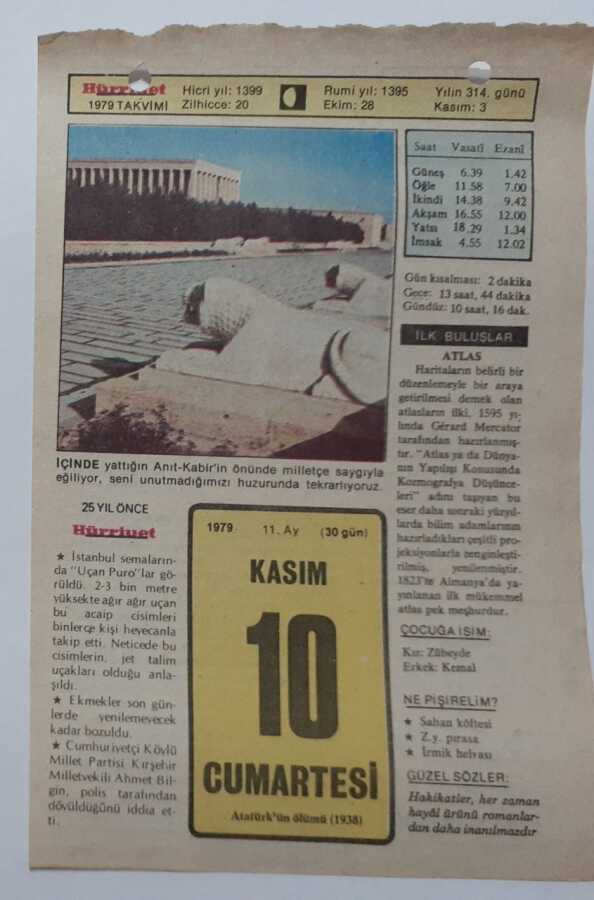 Hürriyet
1979 TAKVİMİ
Hicri yıl: 1399
Zilhicce: 20
Rumi yıl: 1395
Ekim: 28
Yılın 314. günü
Kasım: 3
Saat Vasatî Ezanî
Güneş 6.39 1.42
Öğle 11.58 7.00
İkindi 14.38 9.42
Akşam 16.55 12.00
Yatsı 18.29 1.34
İmsak 4.55 12.02
Gün kısalması: 2 dakika
Gece: 13 saat, 44 dakika
Gündüz: 10 saat, 16 dak.
İLK BULUŞLAR
ATLAS
Haritaların belirli bir
düzenlemeyle bir araya
getirilmesi demek olan
atlasların ilki, 1595 yı-
lında Gérard Mercator
tarafından hazırlanmış-
tır. "Atlas ya da Dünya-
nın Yapılışı Konusunda
Kozmografya Düşünce-
leri" adını taşıyan bu
eser daha sonraki yüzyıl-
larda bilim adamlarının
hazırladıkları çeşitli pro-
jeksiyonlarla zenginleşti-
rilmiş, yenilenmiştir.
1823'te Almanya'da ya-
yınlanan ilk mükemmel
atlas pek meşhurdur.
ÇOCUĞA İSİM:
Kız: Zübeyde
Erkek: Kemal
NE PİŞİRELİM?
★ Sahan köftesi
★ Z.y. pırasa
★ İrmik helvası
GÜZEL SÖZLER:
Hakikatler, her zaman
hayâl ürünü romanlar-
dan daha inanılmazdır
İÇİNDE yattığın Anıt-Kabir'in önünde milletçe saygıyla
eğiliyor, seni unutmadığımızı huzurunda tekrarlıyoruz.
25 YIL ÖNCE
Hürriyet
★ İstanbul semaların-
da "Uçan Puro"lar gö-
rüldü. 2-3 bin metre
yüksekte ağır ağır uçan
bu acaip cisimleri
binlerce kişi heyecanla
takip etti. Neticede bu
cisimlerin, jet talim
uçakları olduğu anla-
şıldı.
★ Ekmekler son gün-
lerde yenilemeyecek
kadar bozuldu.
★ Cumhuriyetçi Köylü
Millet Partisi Kırşehir
Milletvekili Ahmet Bil-
gin, polis tarafından
dövüldüğünü iddia et-
ti.
1979 11. Ay (30 gün)
KASIM
10
CUMARTESİ
Atatürk'ün ölümü (1938)